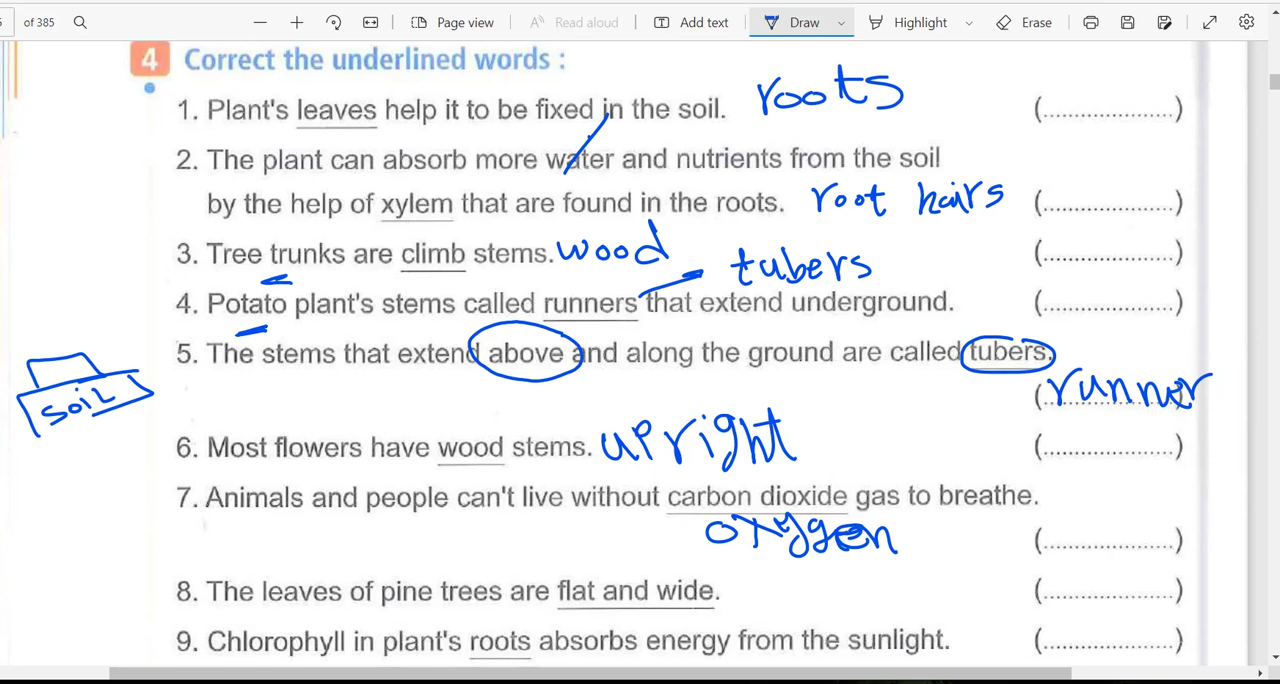 of 385 Page view Read aloud Add text Draw Highlight Erase
4 Correct the underlined words :
1. Plant's leaves help it to be fixed in the soil. roots (......................)
2. The plant can absorb more water and nutrients from the soil
by the help of xylem that are found in the roots. root hairs (......................)
3. Tree trunks are climb stems. wood (......................)
tubers
4. Potato plant's stems called runners that extend underground. (......................)
5. The stems that extend above and along the ground are called tubers.
soil
(runner)
6. Most flowers have wood stems. upright (......................)
7. Animals and people can't live without carbon dioxide gas to breathe.
oxygen (......................)
8. The leaves of pine trees are flat and wide. (......................)
9. Chlorophyll in plant's roots absorbs energy from the sunlight. (......................)